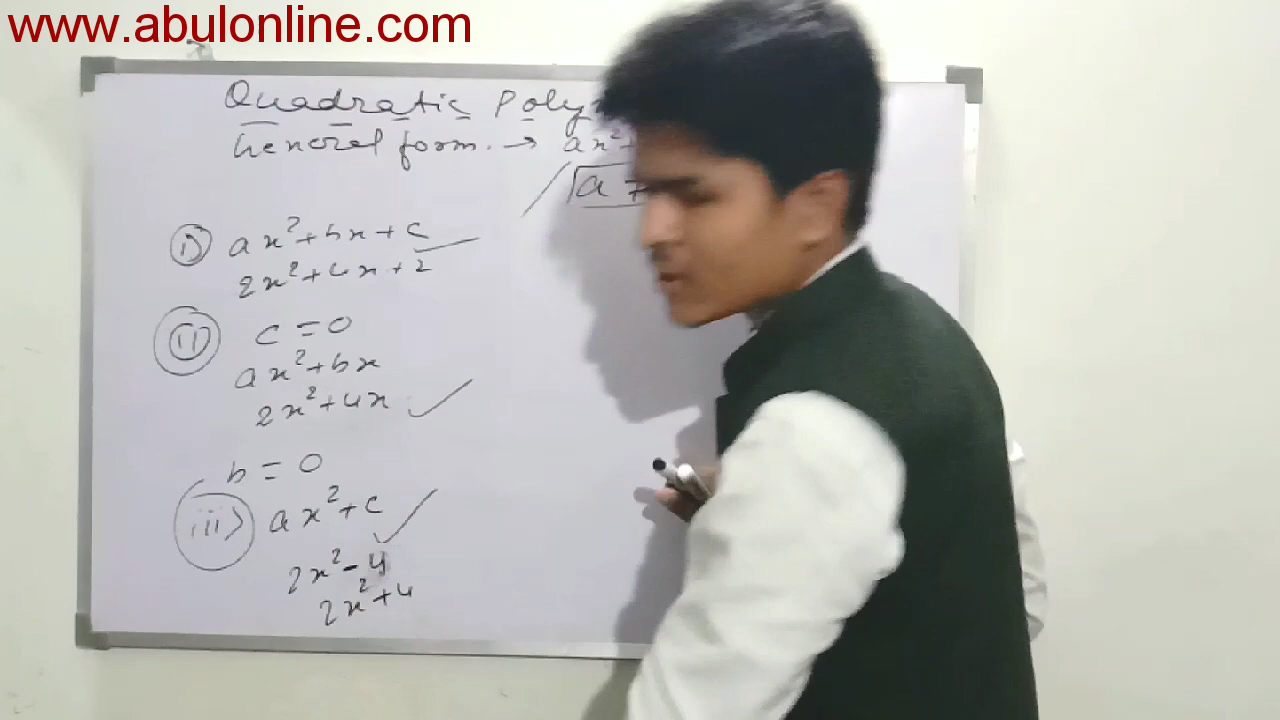 www.abulonline.com
Quadratic Poly
General form. → ax²+
a ≠
i) ax²+bx+c
2x²+4x+2
ii) c = 0
ax²+bx
2x²+4x
b = 0
iii) ax²+c
2x²-4
2x²+4